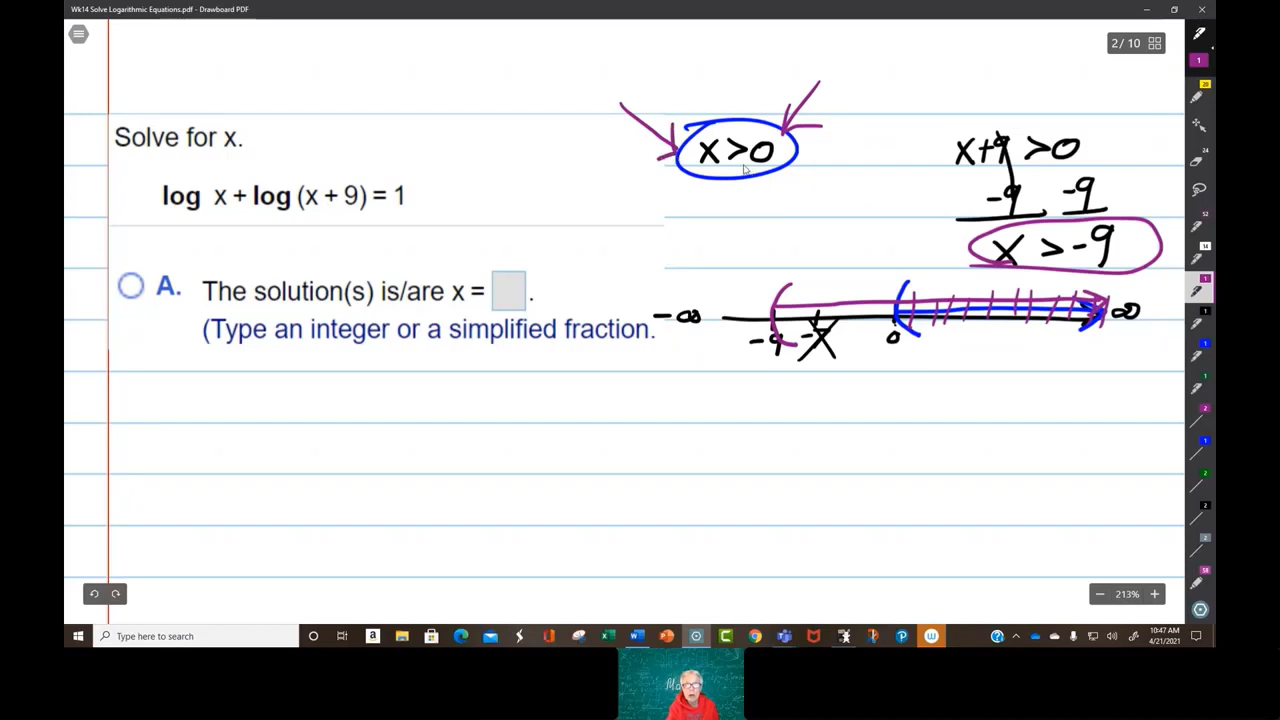 Wk14 Solve Logarithmic Equations.pdf - Drawboard PDF
2 / 10
Solve for x.
log x + log (x + 9) = 1
x > 0
x+9 > 0
-9 -9
x > -9
A. The solution(s) is/are x = .
(Type an integer or a simplified fraction.
-∞ -9 0 ∞
213%
Type here to search
10:47 AM
4/21/2021